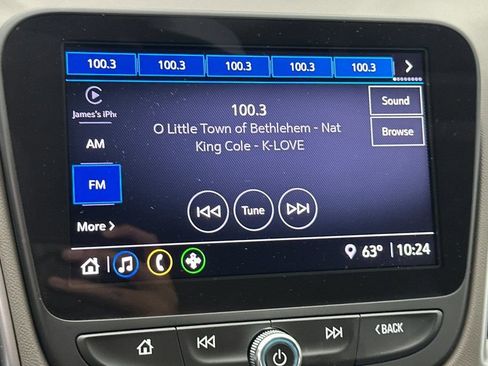 100.3 100.3 100.3 100.3 100.3
James's iPho
Sound
100.3
O Little Town of Bethlehem - Nat
King Cole - K-LOVE
Browse
AM
FM
Tune
More
63° 10:24
BACK